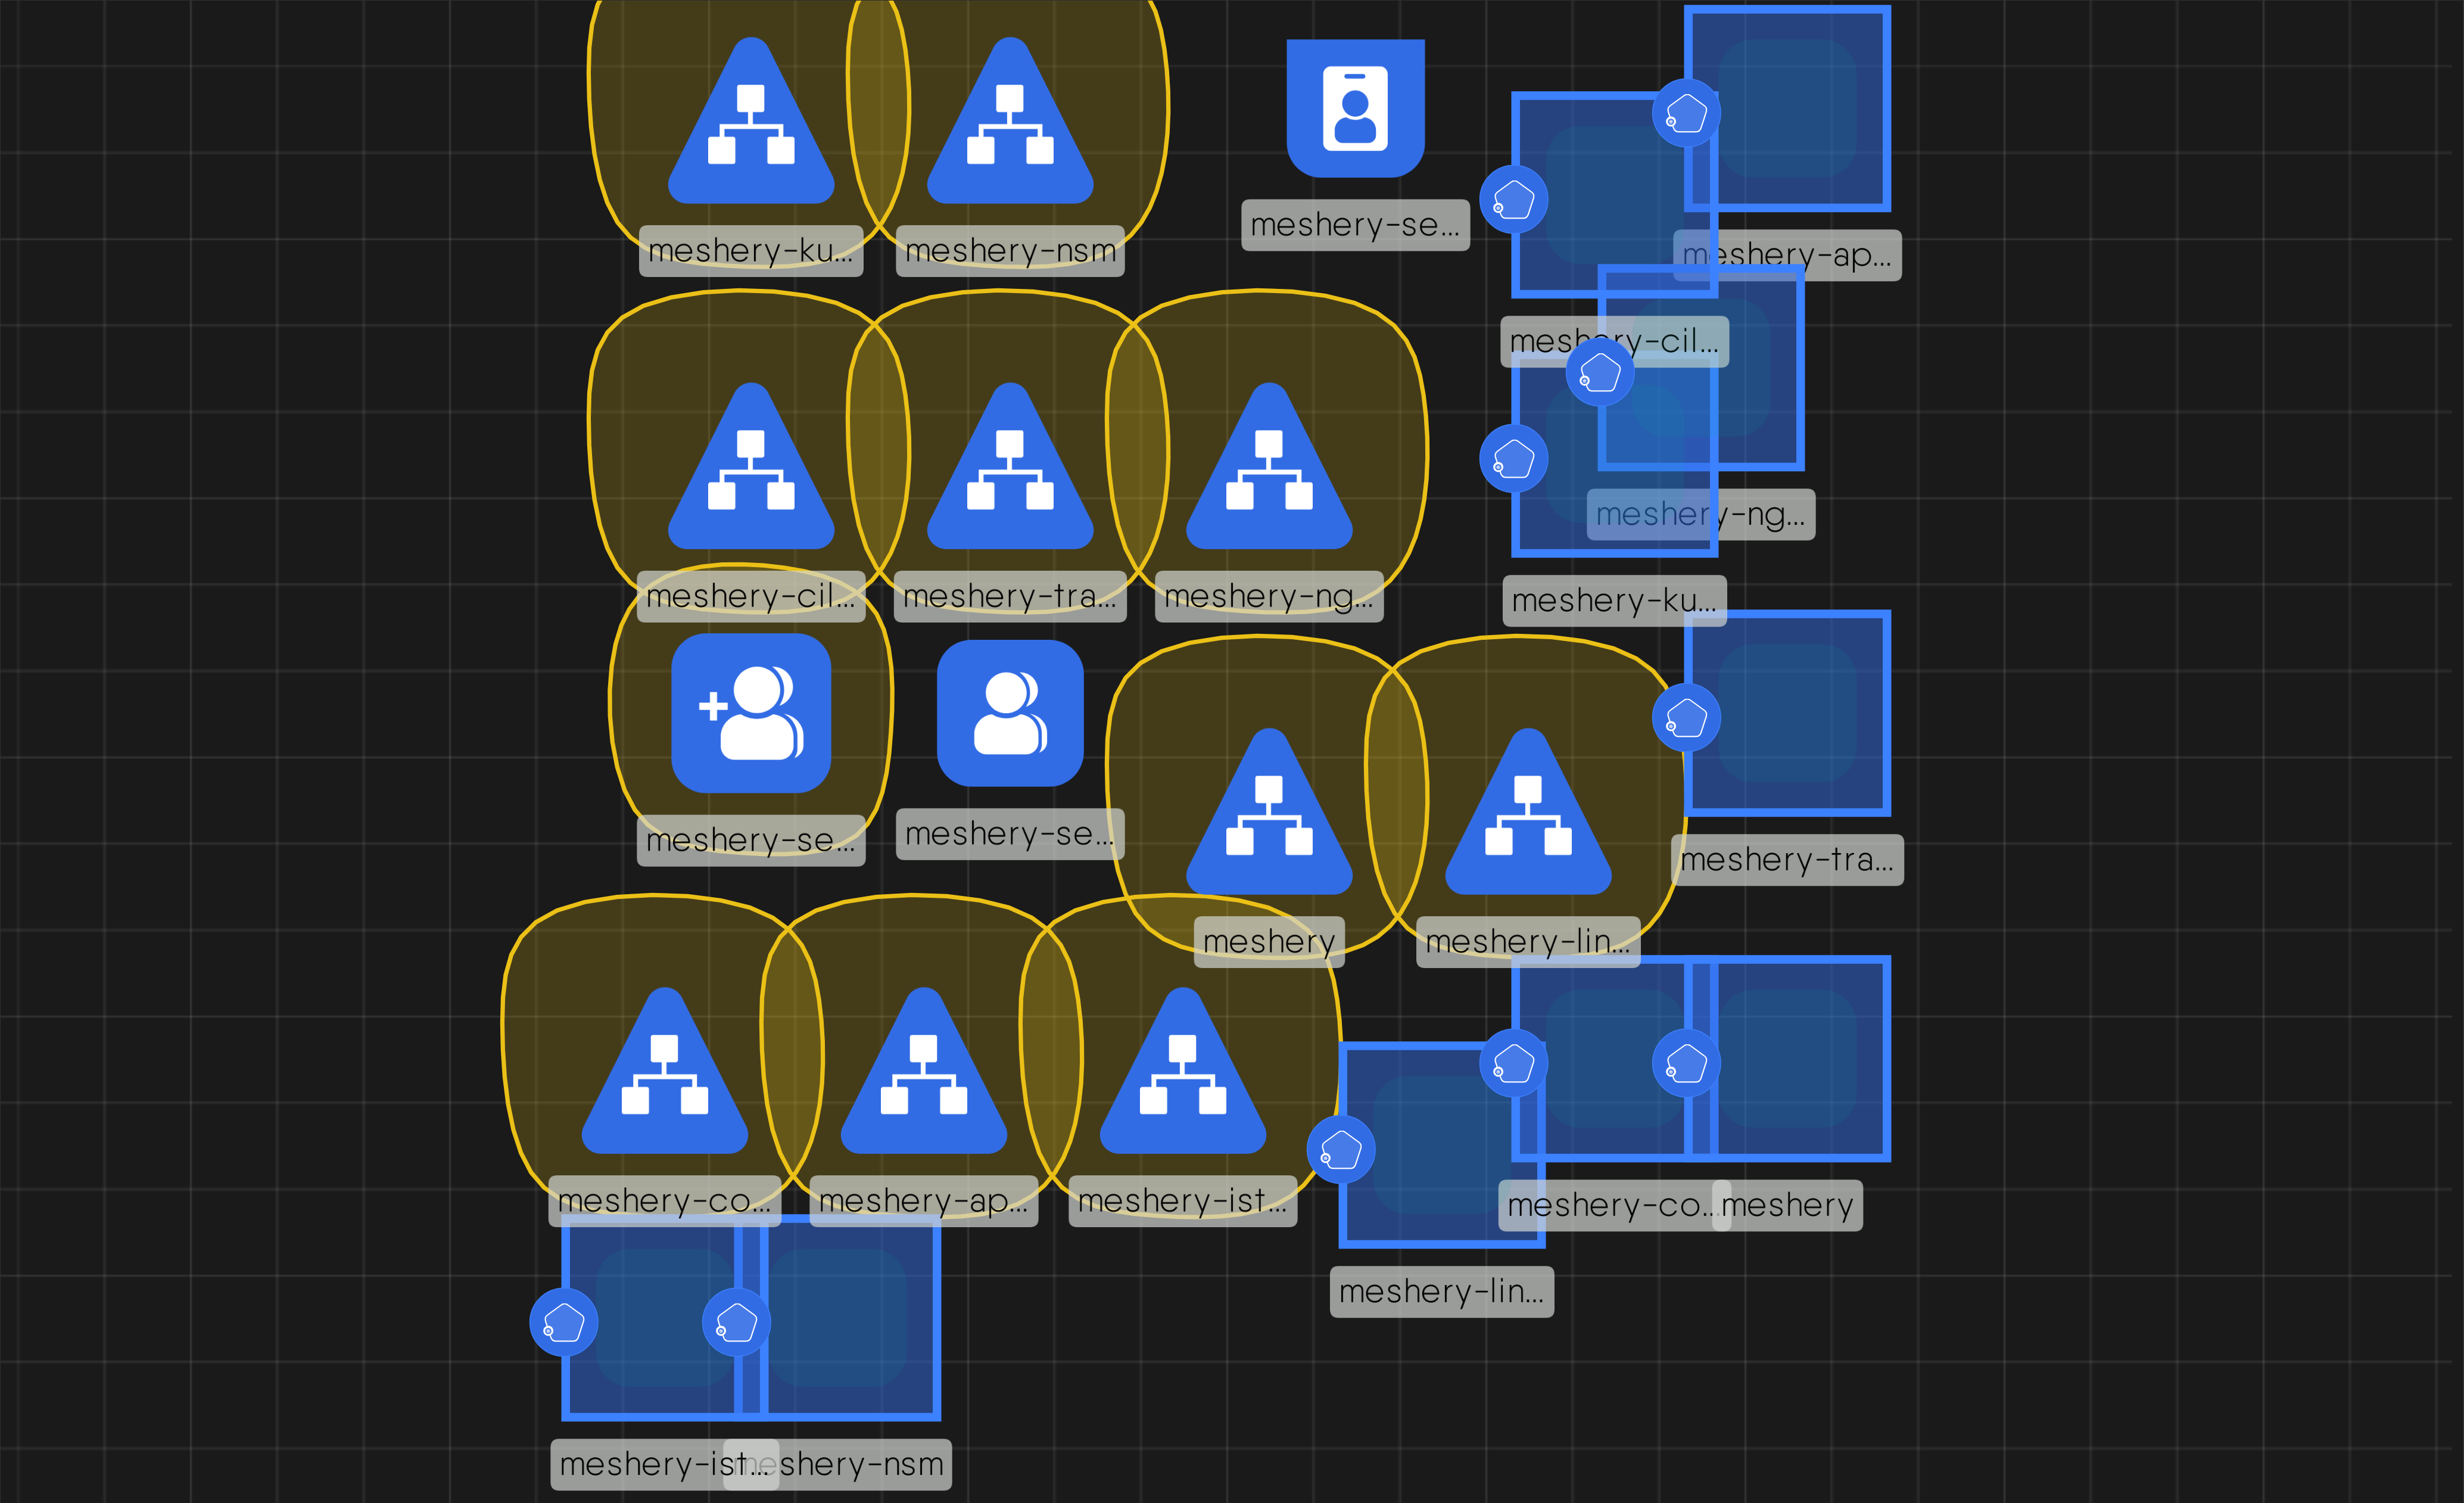 meshery-ku...
meshery-nsm
meshery-se...
meshery-ap...
meshery-cil...
meshery-ng...
meshery-cil...
meshery-tra...
meshery-ng...
meshery-ku...
meshery-se...
meshery-se...
meshery-tra...
meshery
meshery-lin...
meshery-co...
meshery-ap...
meshery-ist...
meshery-co...
meshery
meshery-lin...
meshery-ist...
meshery-nsm